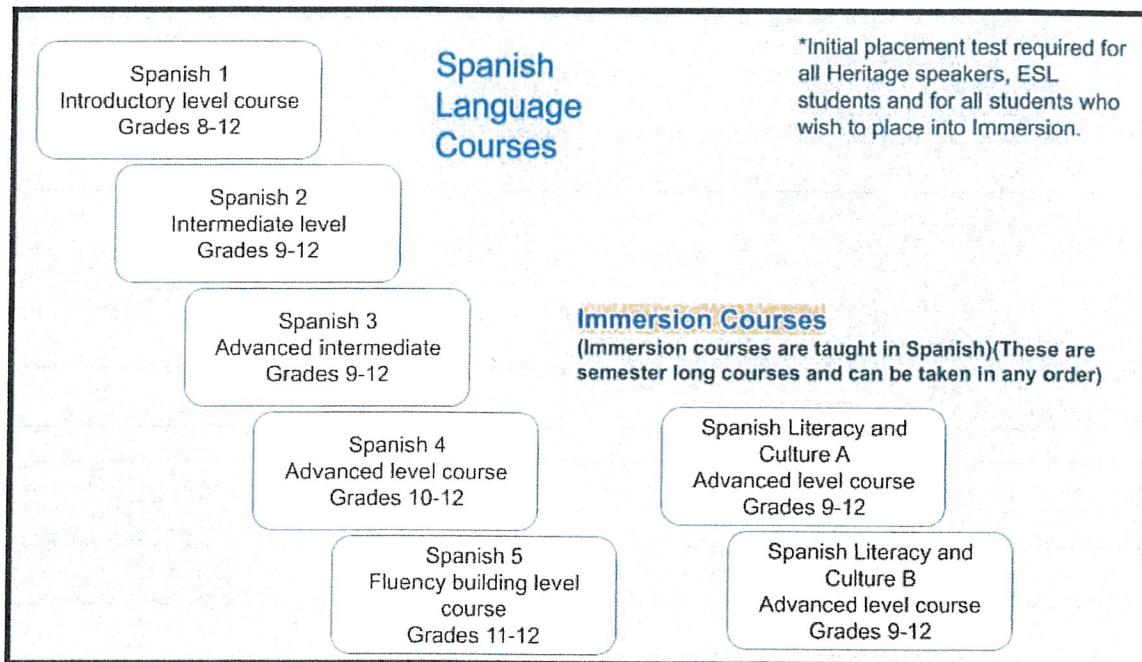 Spanish 1
Introductory level course
Grades 8-12
Spanish
Language
Courses
*Initial placement test required for
all Heritage speakers, ESL
students and for all students who
wish to place into Immersion.
Spanish 2
Intermediate level
Grades 9-12
Spanish 3
Advanced intermediate
Grades 9-12
Immersion Courses
(Immersion courses are taught in Spanish)(These are
semester long courses and can be taken in any order)
Spanish 4
Advanced level course
Grades 10-12
Spanish Literacy and
Culture A
Advanced level course
Grades 9-12
Spanish 5
Fluency building level
course
Grades 11-12
Spanish Literacy and
Culture B
Advanced level course
Grades 9-12